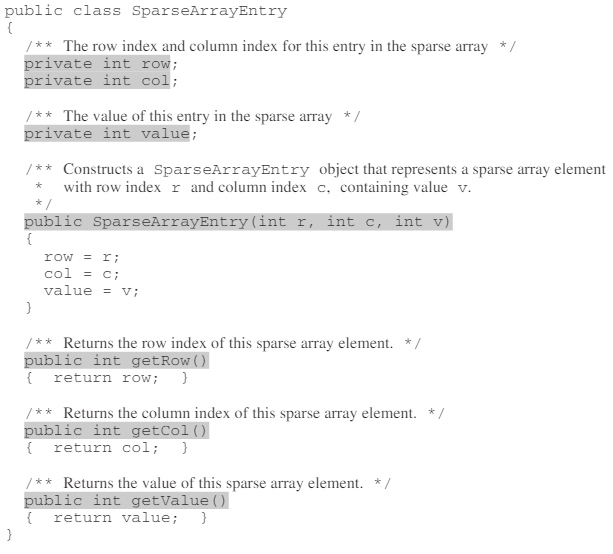 public class SparseArrayEntry
{
/** The row index and column index for this entry in the sparse array */
private int row;
private int col;
/** The value of this entry in the sparse array */
private int value;
/** Constructs a SparseArrayEntry object that represents a sparse array element
* with row index r and column index c, containing value v.
*/
public SparseArrayEntry(int r, int c, int v)
{
row = r;
col = c;
value = v;
}
/** Returns the row index of this sparse array element. */
public int getRow()
{ return row; }
/** Returns the column index of this sparse array element. */
public int getCol()
{ return col; }
/** Returns the value of this sparse array element. */
public int getValue()
{ return value; }
}